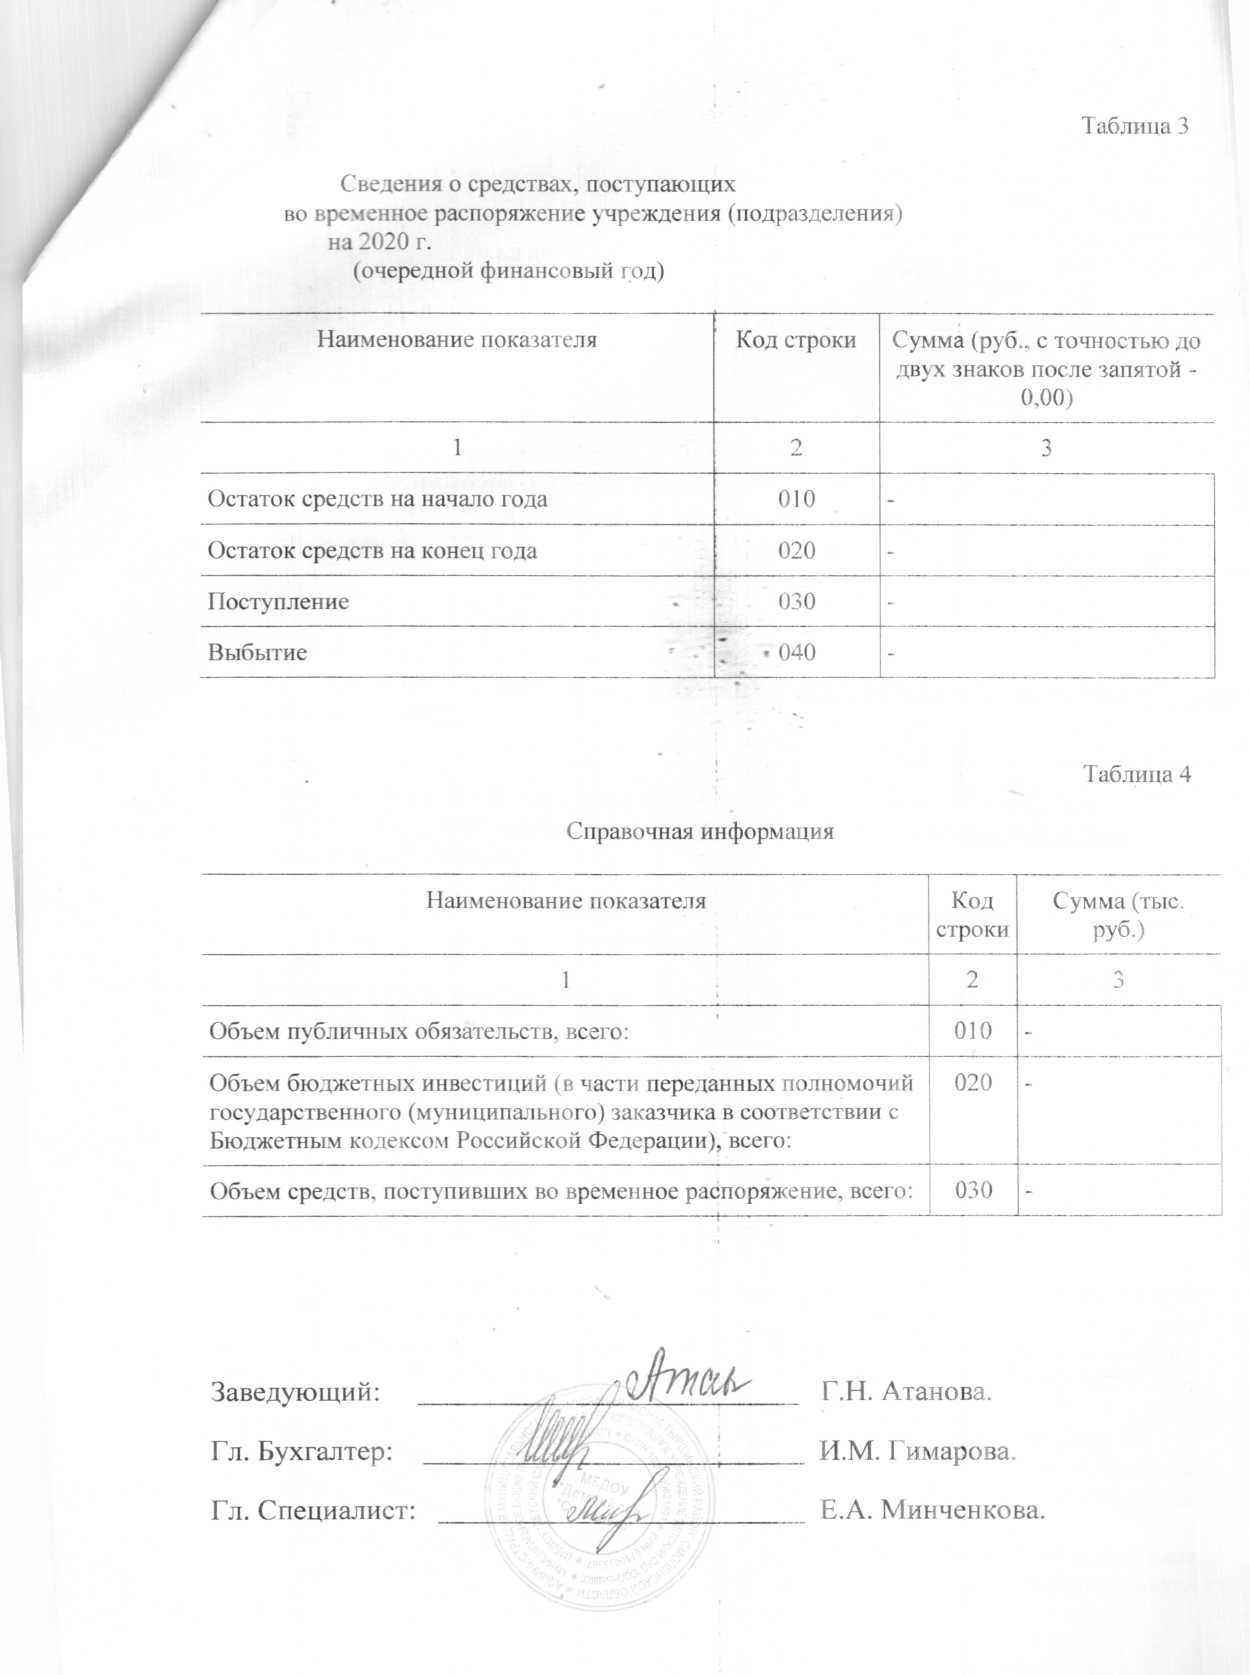 Таблица 3
Сведения о средствах, поступающих
во временное распоряжение учреждения (подразделения)
на 2020 г.
(очередной финансовый год)
Наименование показателя Код строки Сумма (руб., с точностью до
двух знаков после запятой -
0,00)
1 2 3
Остаток средств на начало года 010 -
Остаток средств на конец года 020 -
Поступление 030 -
Выбытие 040 -
Таблица 4
Справочная информация
Наименование показателя Код Сумма (тыс.
строки руб.)
1 2 3
Объем публичных обязательств, всего: 010 -
Объем бюджетных инвестиций (в части переданных полномочий 020 -
государственного (муниципального) заказчика в соответствии с
Бюджетным кодексом Российской Федерации), всего:
Объем средств, поступивших во временное распоряжение, всего: 030 -
Заведующий: Г.Н. Атанова.
Гл. Бухгалтер: И.М. Гимарова.
Гл. Специалист: Е.А. Минченкова.
МБДОУ